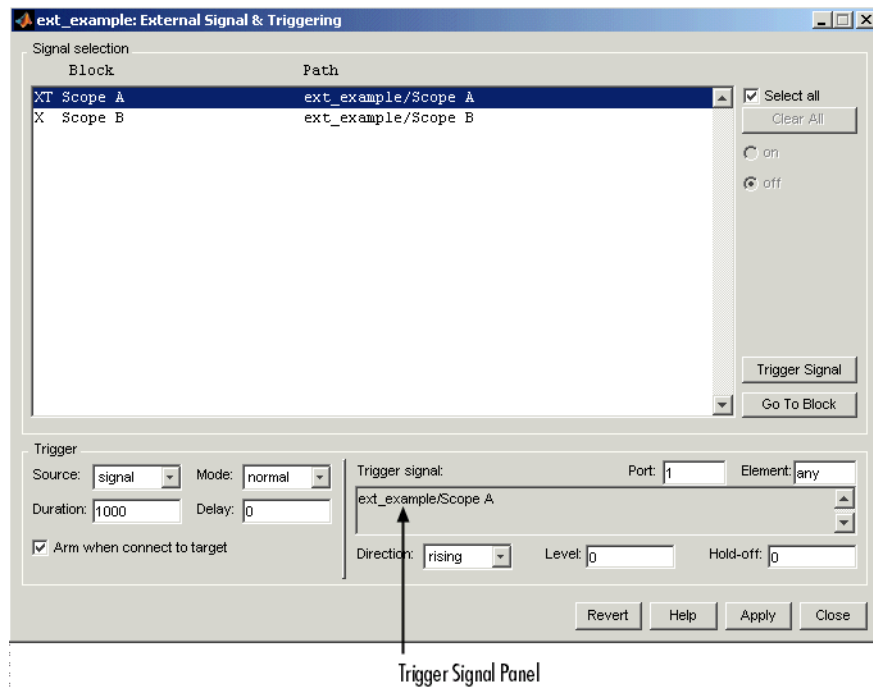 ext_example: External Signal & Triggering
Signal selection
Block Path
XT Scope A ext_example/Scope A
X Scope B ext_example/Scope B
Select all
Clear All
on
off
Trigger Signal
Go To Block
Trigger
Source: signal Mode: normal
Duration: 1000 Delay: 0
Arm when connect to target
Trigger signal: Port: 1 Element: any
ext_example/Scope A
Direction: rising Level: 0 Hold-off: 0
Revert Help Apply Close
Trigger Signal Panel